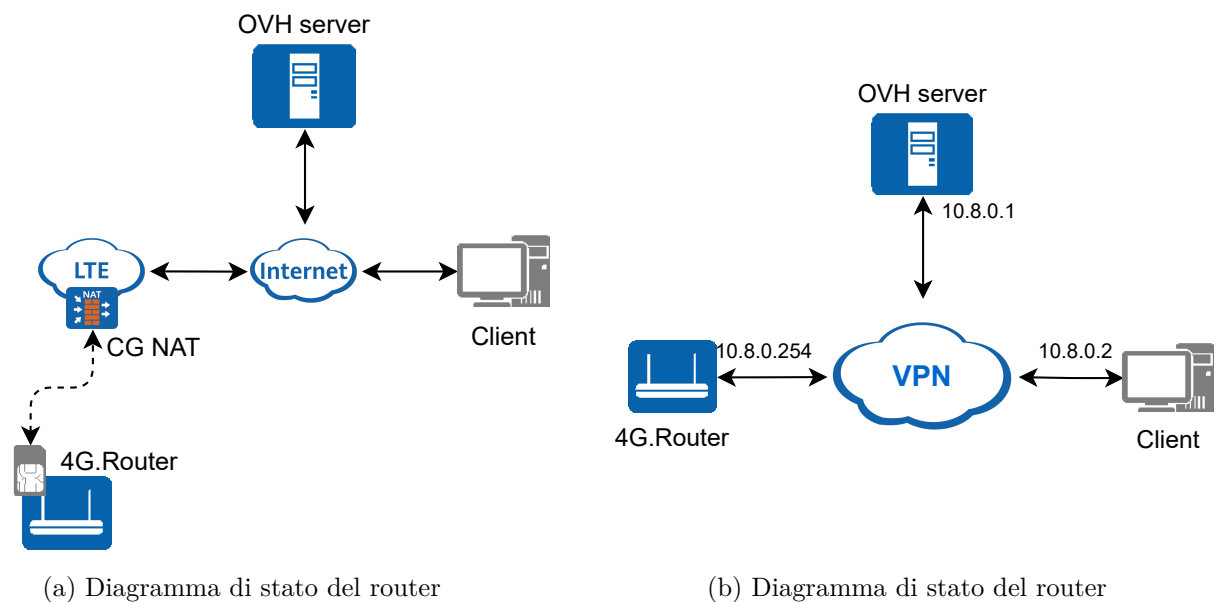 OVH server
LTE
NAT
Internet
Client
CG NAT
4G.Router
(a) Diagramma di stato del router
OVH server
10.8.0.1
10.8.0.254
VPN
10.8.0.2
4G.Router
Client
(b) Diagramma di stato del router